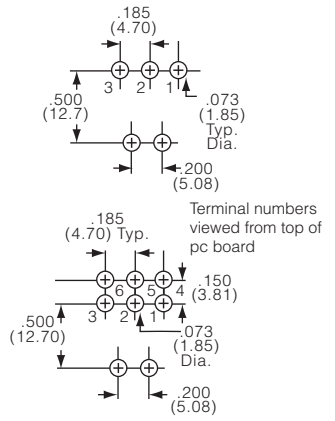 .185
(4.70)
3 2 1
.500
(12.7)
.073
(1.85)
Typ.
Dia.
.200
(5.08)
Terminal numbers
viewed from top of
pc board
.185
(4.70) Typ.
6 5 4
.150
(3.81)
3 2 1
.500
(12.70)
.073
(1.85)
Dia.
.200
(5.08)